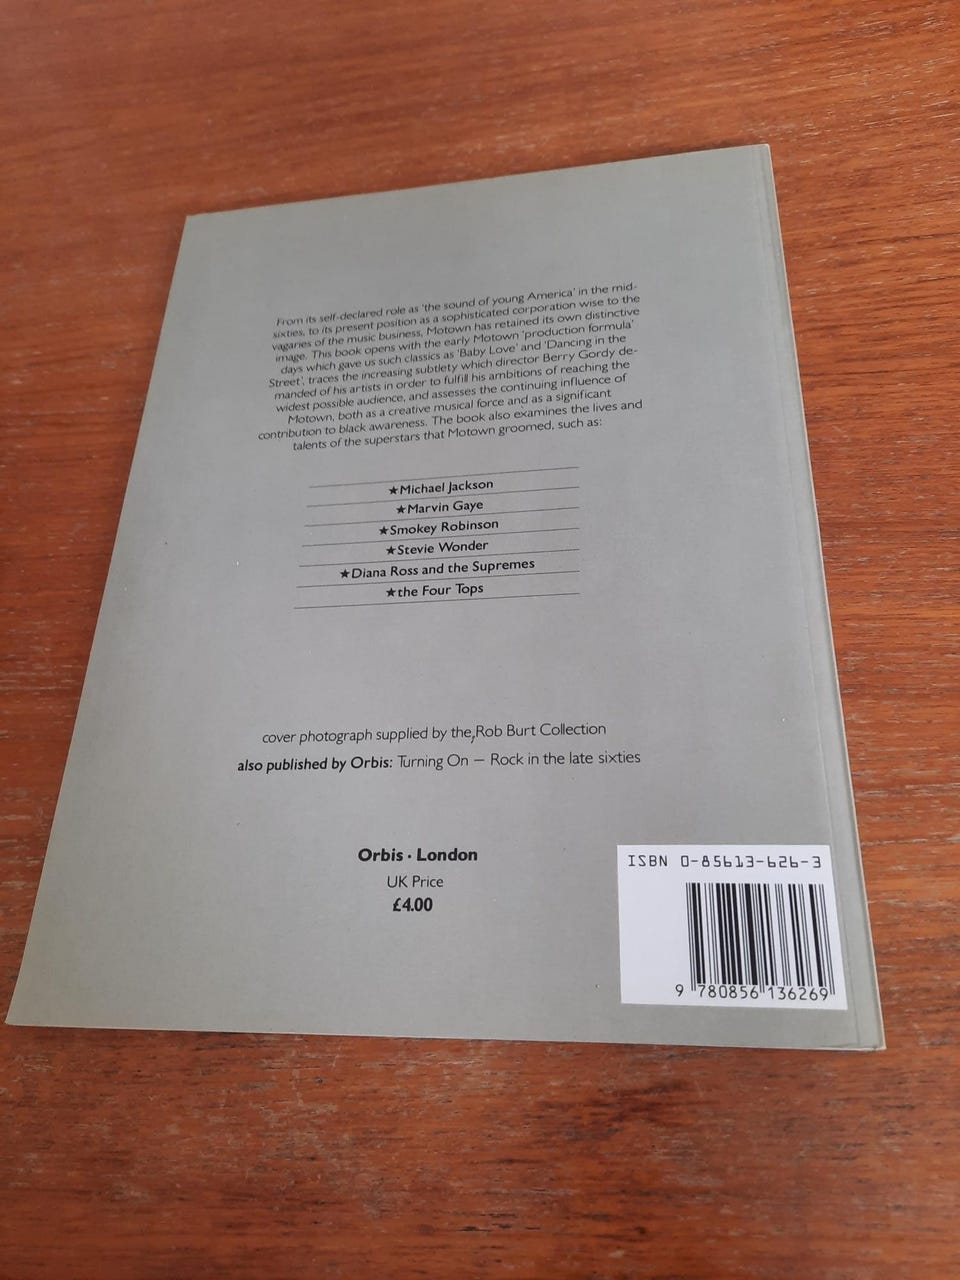 From its self-declared role as 'the sound of young America' in the mid-
sixties, to its present position as a sophisticated corporation wise to the
vagaries of the music business, Motown has retained its own distinctive
image. This book opens with the early Motown 'production formula'
days which gave us such classics as 'Baby Love' and 'Dancing in the
Street', traces the increasing subtlety which director Berry Gordy de-
manded of his artists in order to fulfill his ambitions of reaching the
widest possible audience, and assesses the continuing influence of
Motown, both as a creative musical force and as a significant
contribution to black awareness. The book also examines the lives and
talents of the superstars that Motown groomed, such as:
★Michael Jackson
★Marvin Gaye
★Smokey Robinson
★Stevie Wonder
★Diana Ross and the Supremes
★the Four Tops
cover photograph supplied by the Rob Burt Collection
also published by Orbis: Turning On — Rock in the late sixties
Orbis · London
UK Price
£4.00
ISBN 0-85613-626-3
9 780856 136269